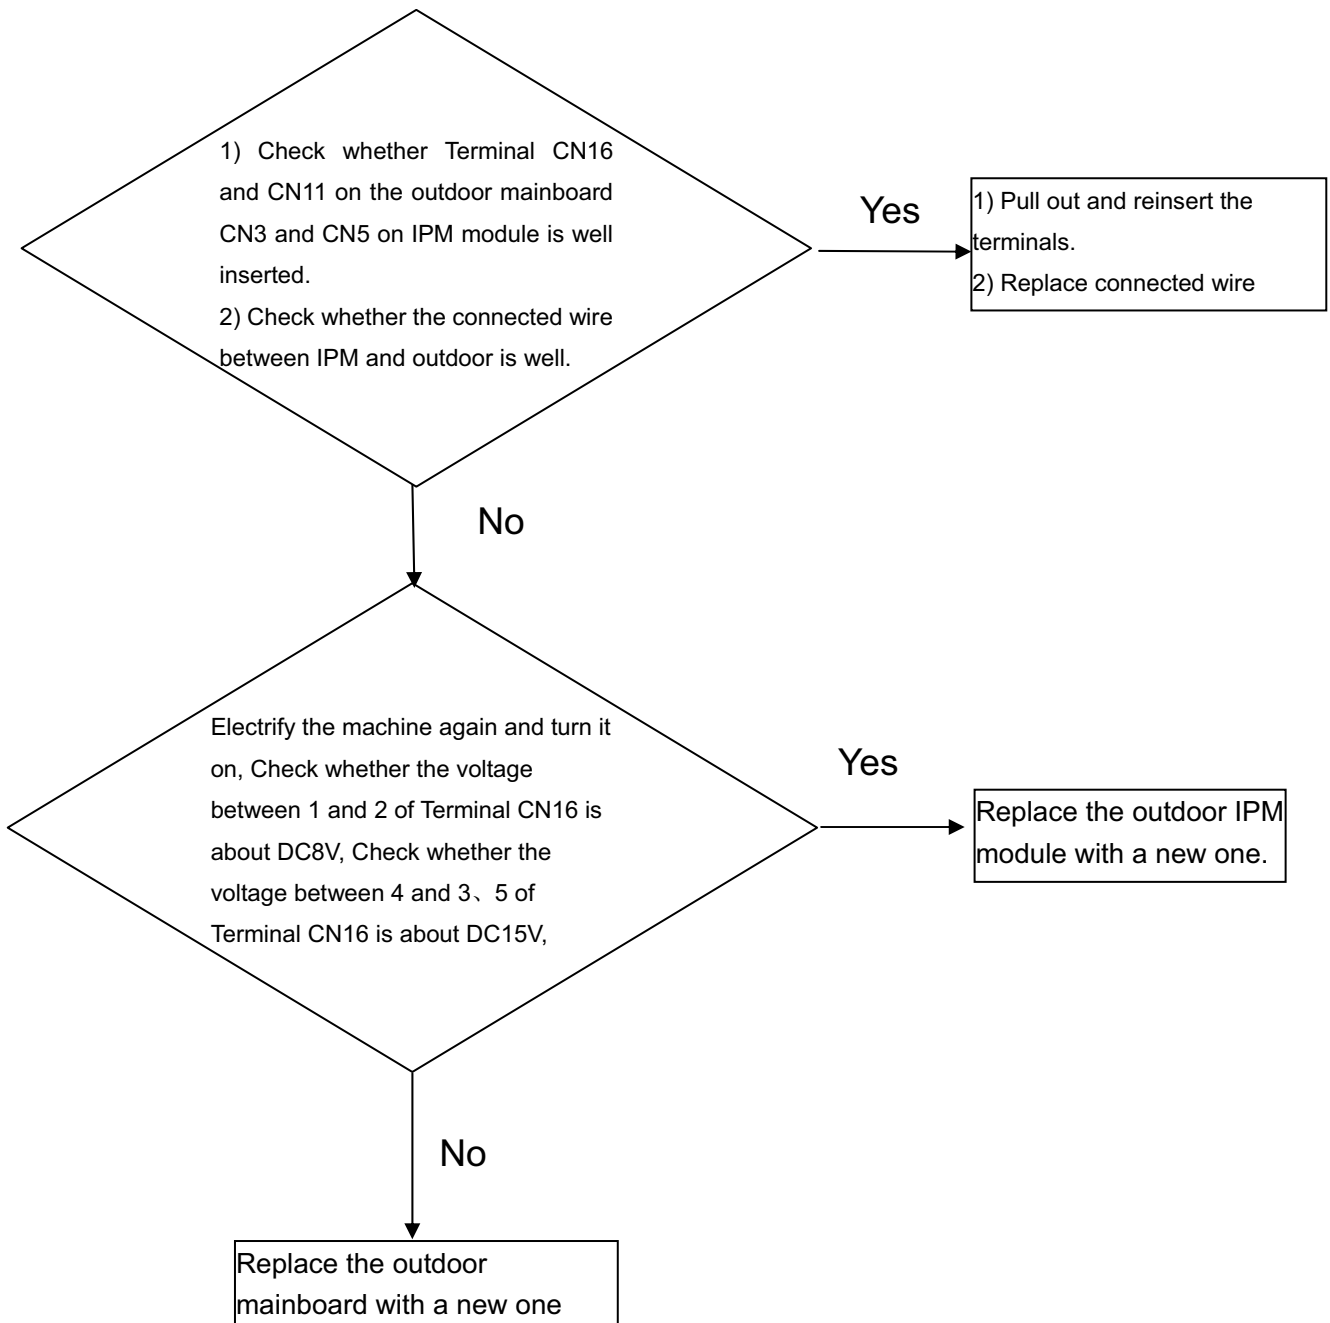 1) Check whether Terminal CN16
and CN11 on the outdoor mainboard
CN3 and CN5 on IPM module is well
inserted.
2) Check whether the connected wire
between IPM and outdoor is well.
Yes
1) Pull out and reinsert the
terminals.
2) Replace connected wire
No
Electrify the machine again and turn it
on, Check whether the voltage
between 1 and 2 of Terminal CN16 is
about DC8V, Check whether the
voltage between 4 and 3、5 of
Terminal CN16 is about DC15V,
Yes
Replace the outdoor IPM
module with a new one.
No
Replace the outdoor
mainboard with a new one